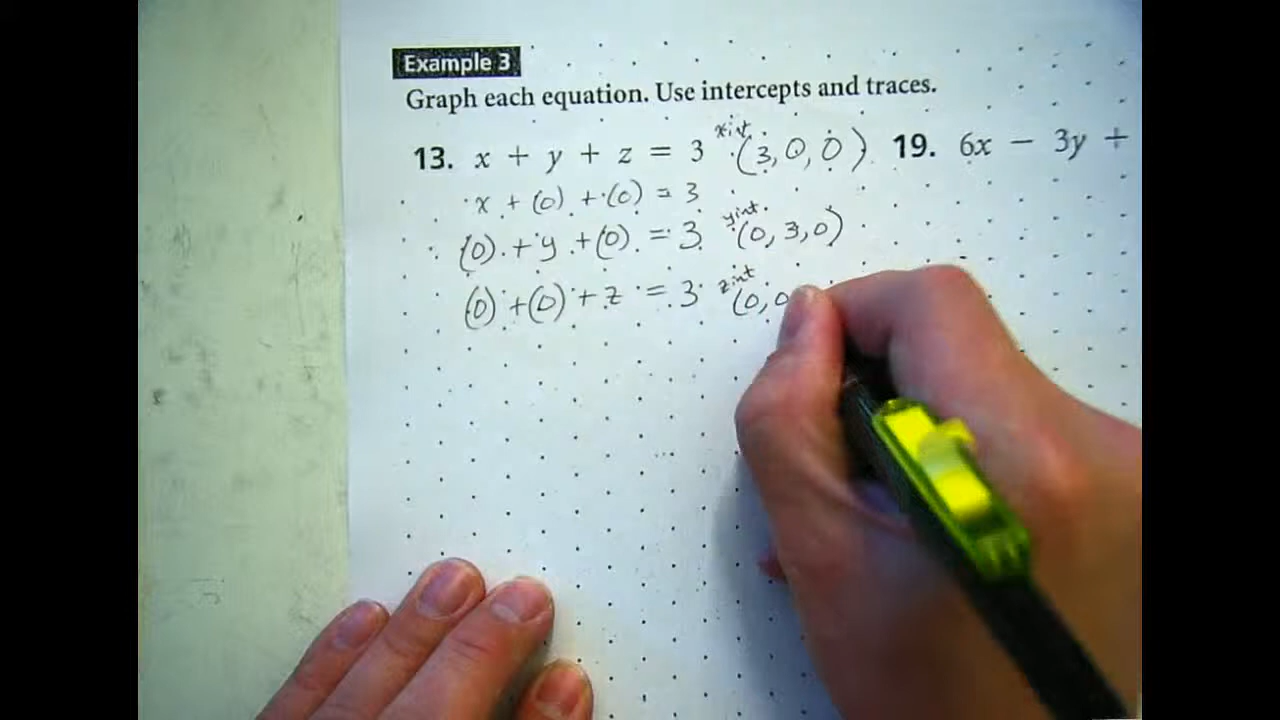 Example 3
Graph each equation. Use intercepts and traces.
13. x + y + z = 3 x int (3, 0, 0) 19. 6x − 3y +
x + (0) + (0) = 3
(0) + y + (0) = 3 y int (0, 3, 0)
(0) + (0) + z = 3 z int (0, 0